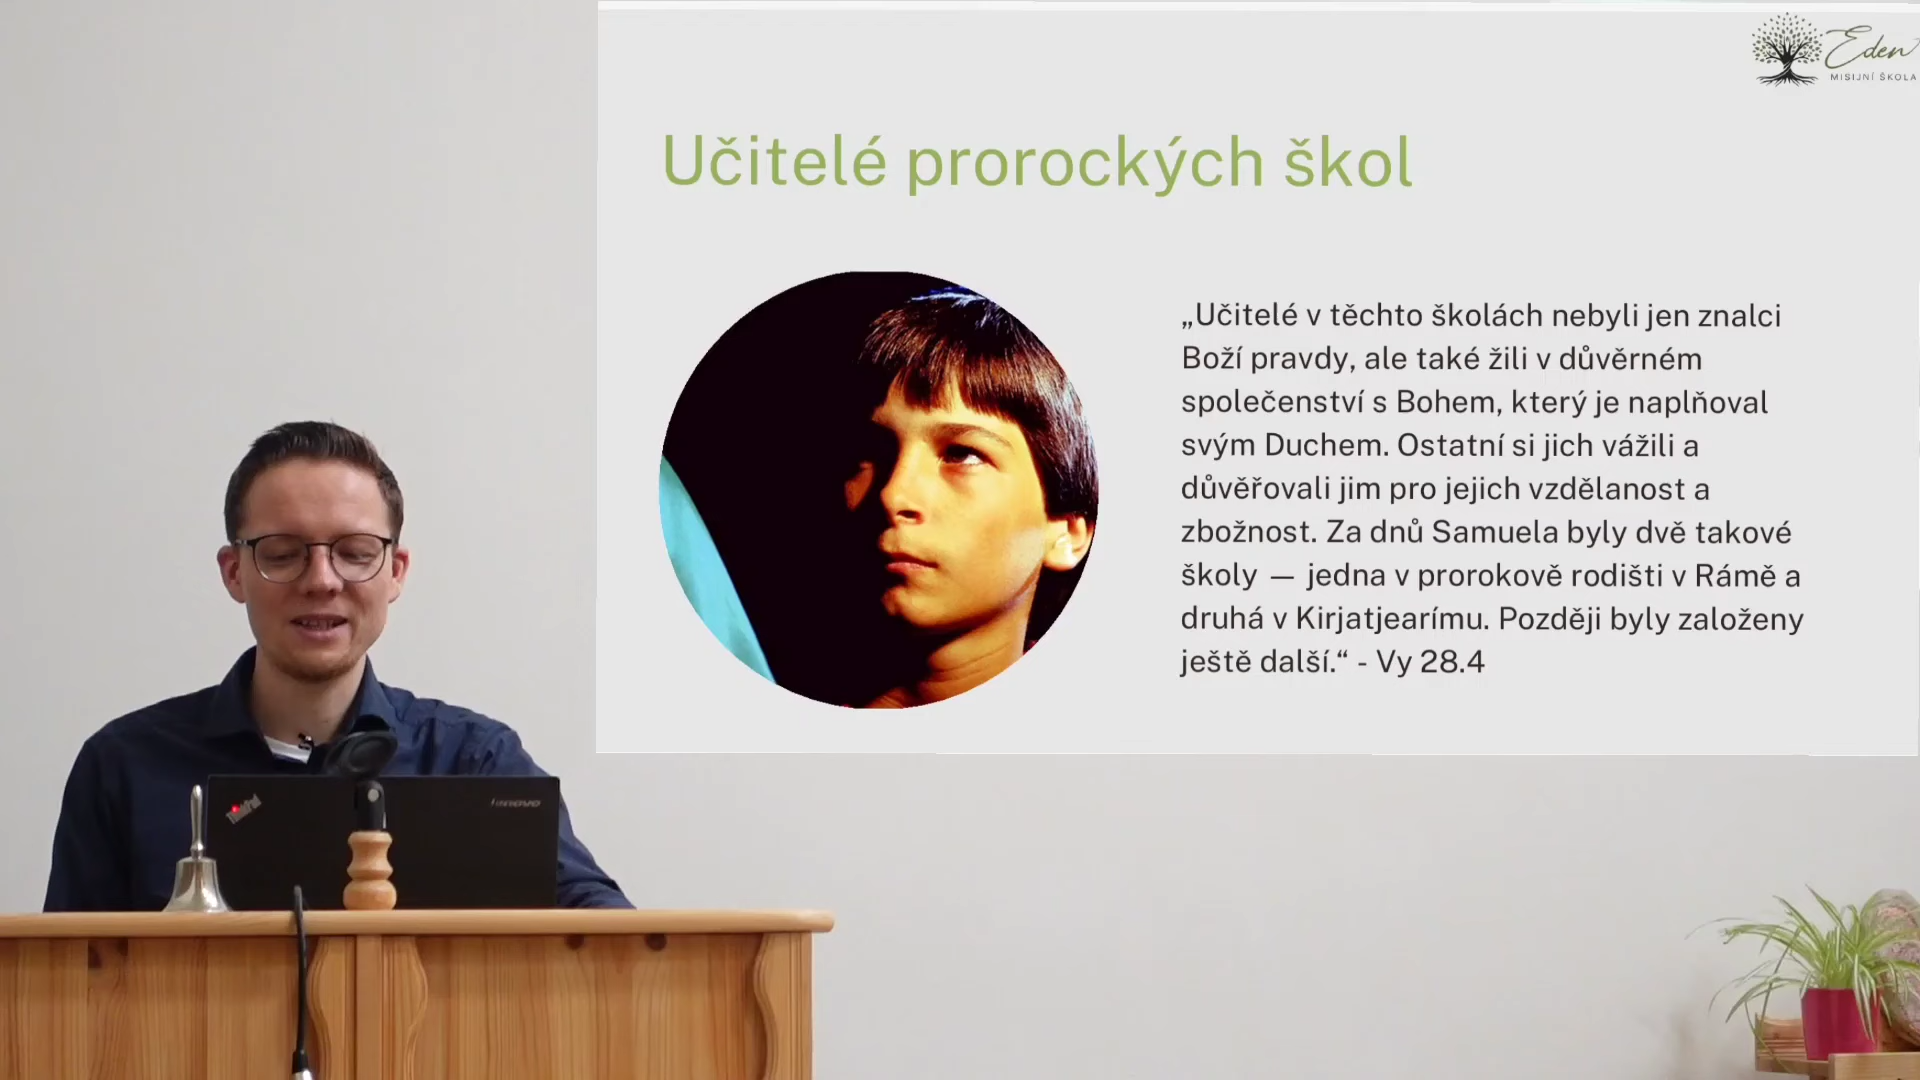 Eden
MISIJNÍ ŠKOLA
Učitelé prorockých škol
„Učitelé v těchto školách nebyli jen znalci
Boží pravdy, ale také žili v důvěrném
společenství s Bohem, který je naplňoval
svým Duchem. Ostatní si jich vážili a
důvěřovali jim pro jejich vzdělanost a
zbožnost. Za dnů Samuela byly dvě takové
školy — jedna v prorokově rodišti v Rámě a
druhá v Kirjatjearímu. Později byly založeny
ještě další.“ - Vy 28.4
ThinkPad
lenovo